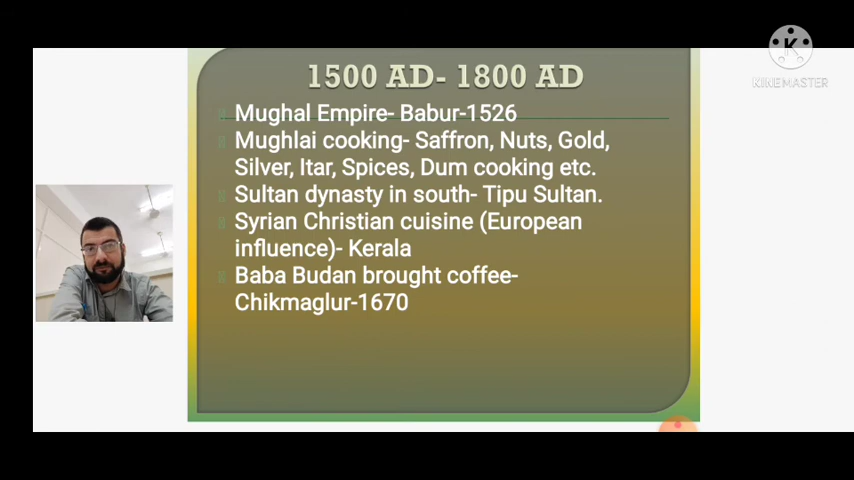 1500 AD- 1800 AD
K
KINEMASTER
Mughal Empire- Babur-1526
Mughlai cooking- Saffron, Nuts, Gold,
Silver, Itar, Spices, Dum cooking etc.
Sultan dynasty in south- Tipu Sultan.
Syrian Christian cuisine (European
influence)- Kerala
Baba Budan brought coffee-
Chikmaglur-1670